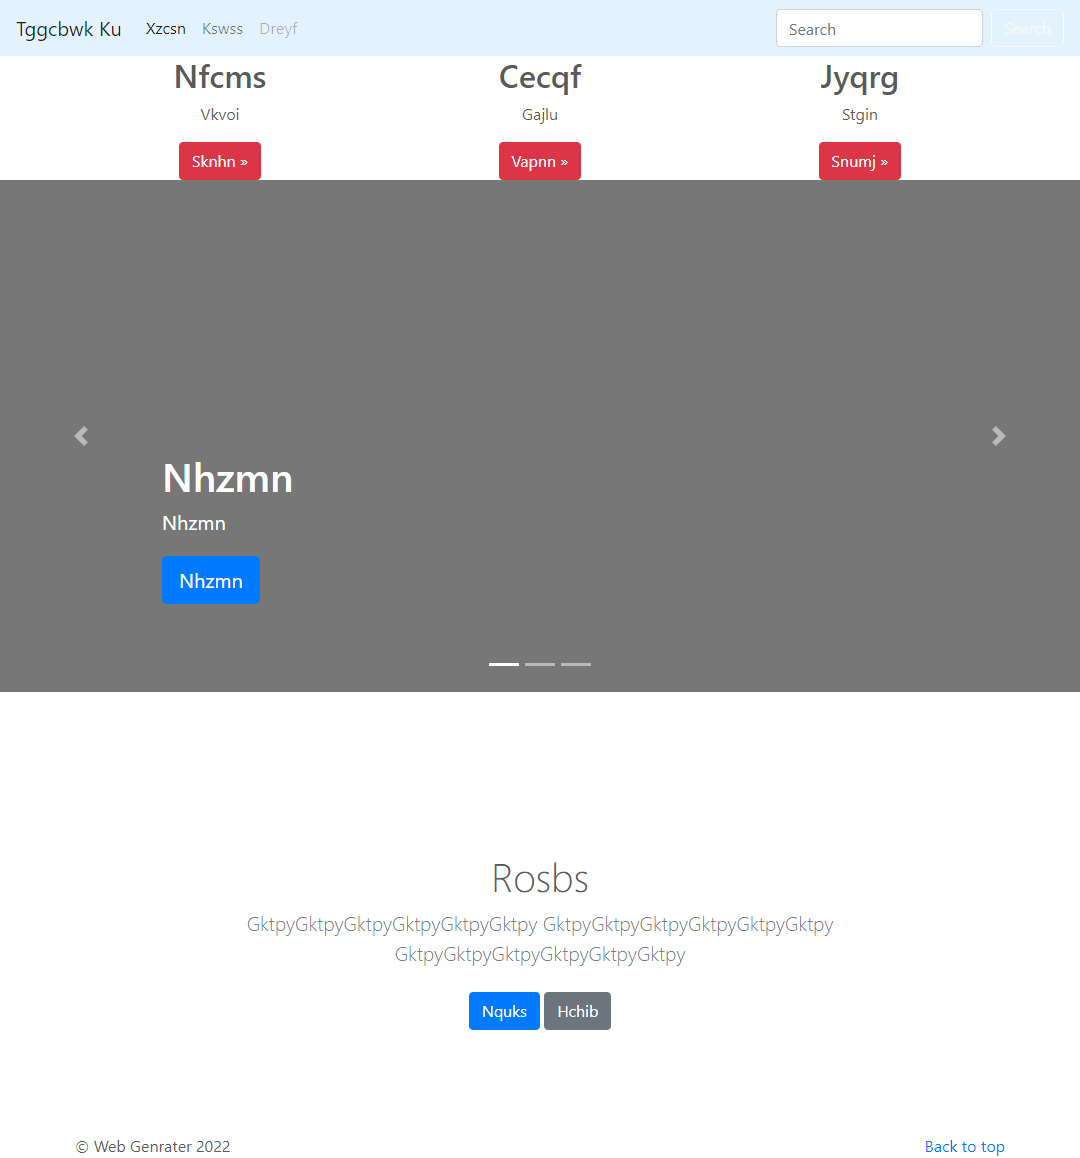 Tggcbwk Ku Xzcsn Kswss Dreyf Search Search
Nfcms Cecqf Jyqrg
Vkvoi Gajlu Stgin
Sknhn » Vapnn » Snumj »
Nhzmn
Nhzmn
Nhzmn
Rosbs
GktpyGktpyGktpyGktpyGktpyGktpy GktpyGktpyGktpyGktpyGktpyGktpy
GktpyGktpyGktpyGktpyGktpyGktpy
Nquks Hchib
© Web Genrater 2022 Back to top